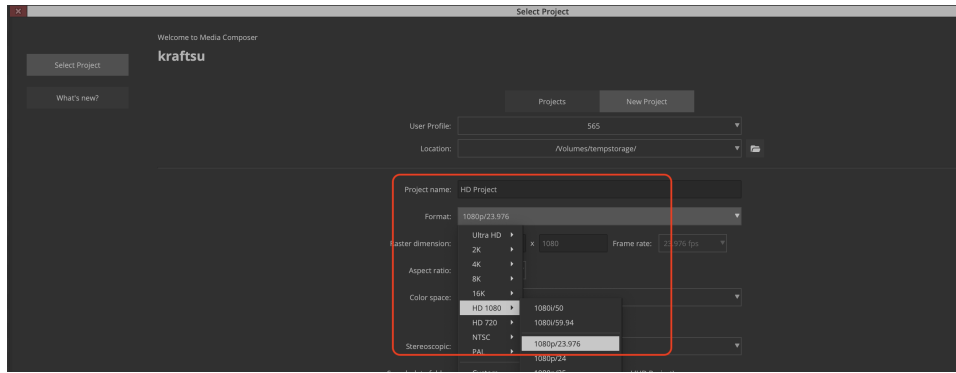 Select Project
Welcome to Media Composer
kraftsu
Select Project
What's new?
Projects New Project
User Profile: 565
Location: /Volumes/tempstorage/
Project name: HD Project
Format: 1080p/23.976
Raster dimension: x 1080 Frame rate: 23.976 fps
Aspect ratio:
Color space:
Stereoscopic:
Ultra HD
2K
4K
8K
16K
HD 1080
HD 720
NTSC
PAL
1080i/50
1080i/59.94
1080p/23.976
1080p/24